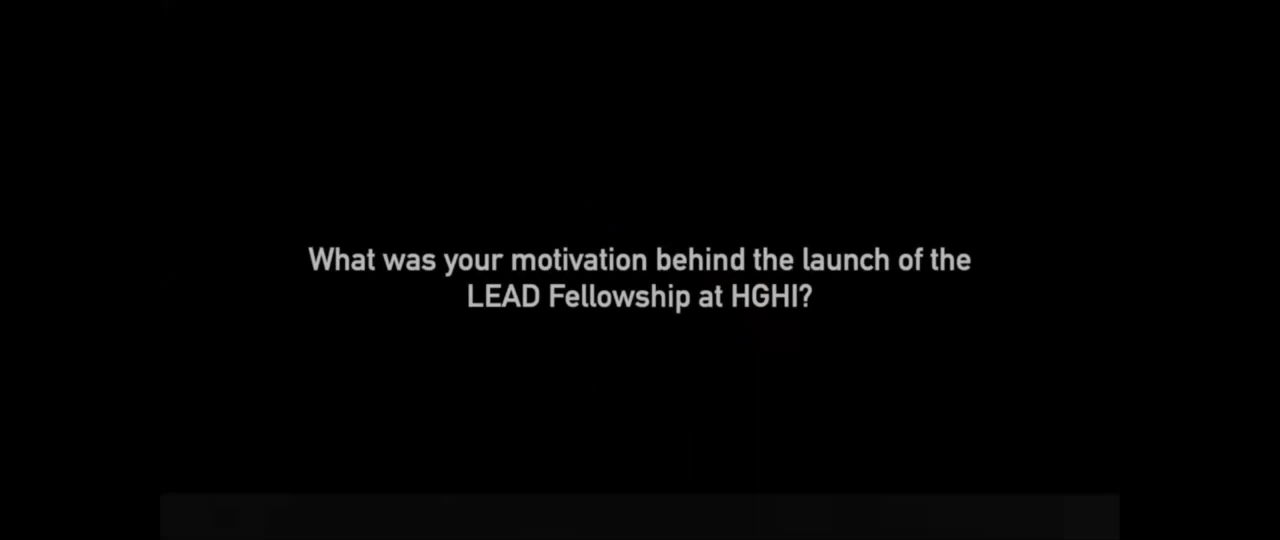 What was your motivation behind the launch of the
LEAD Fellowship at HGHI?